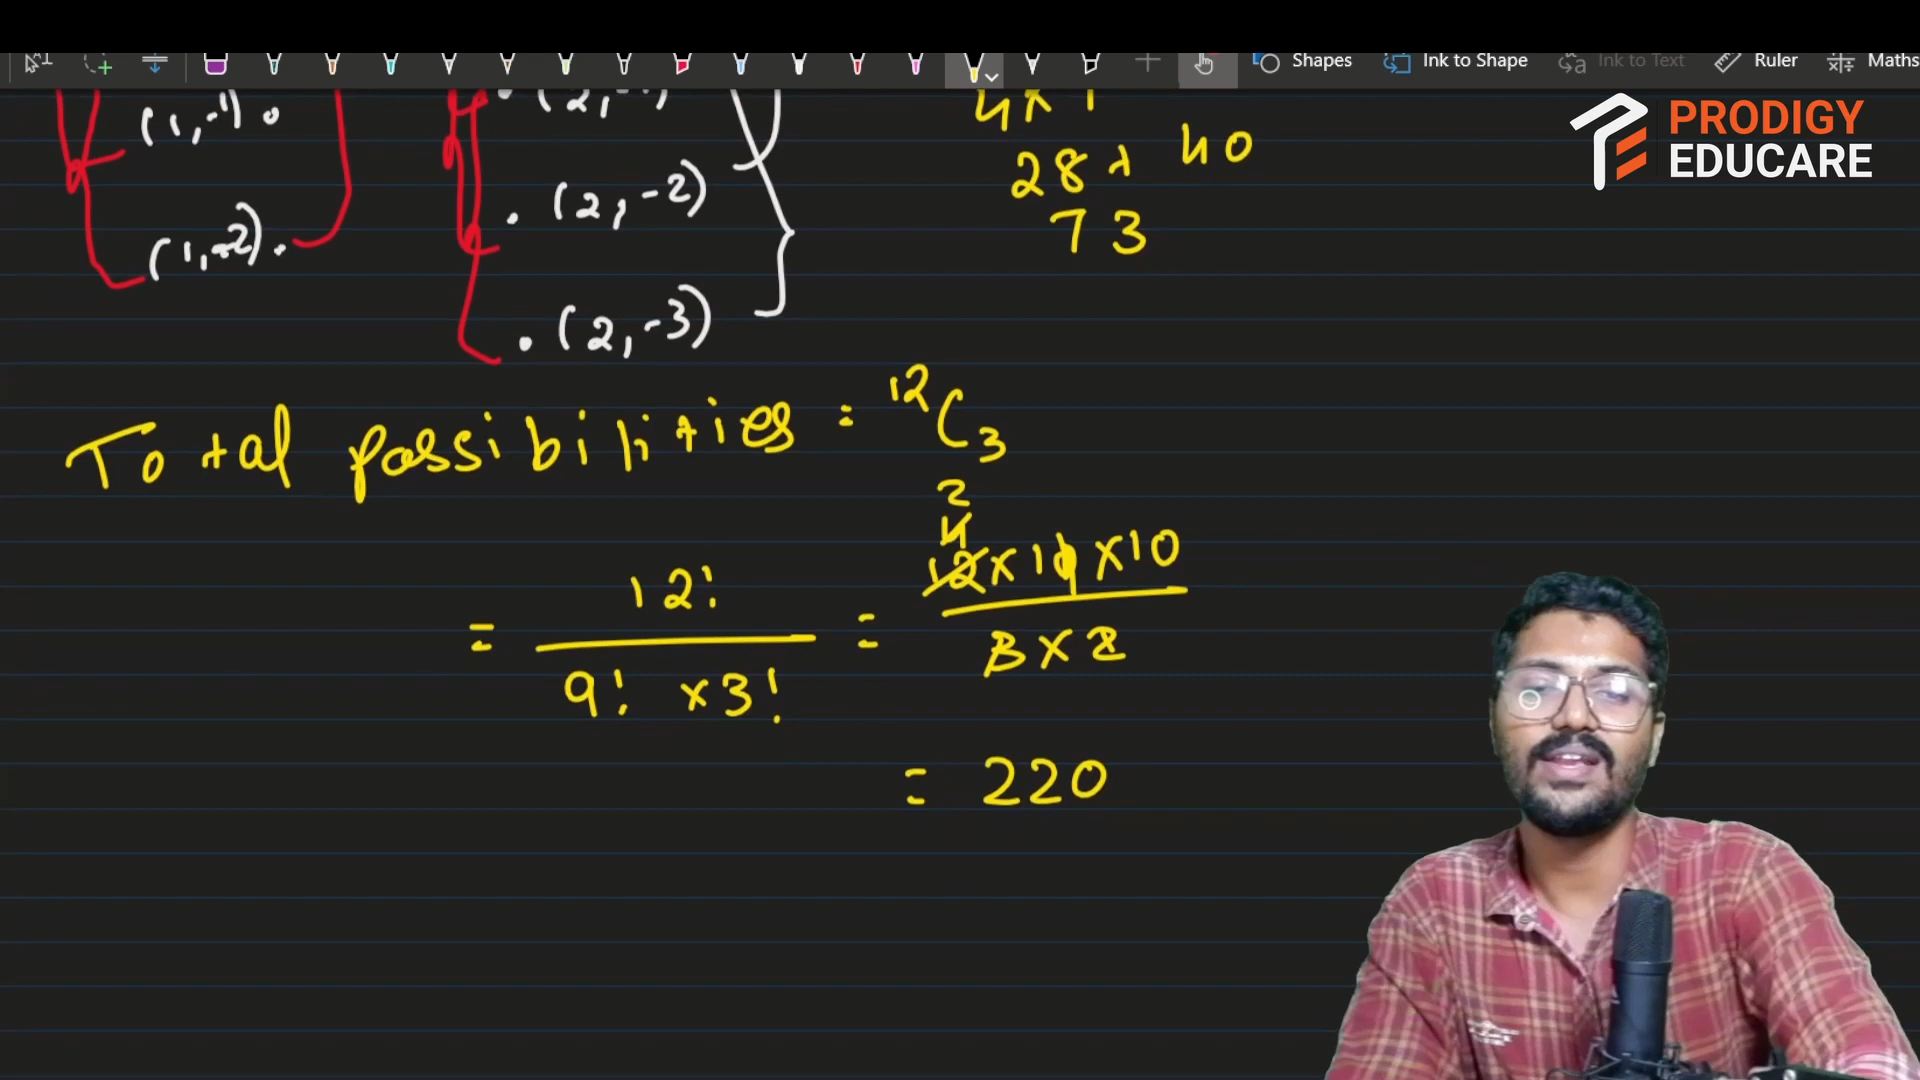 Shapes Ink to Shape Ink to Text Ruler Maths
PRODIGY
EDUCARE
(1,-1).
(1,-2).
. (2,-2)
. (2,-3)
40
28
73
Total possibilities = ¹²C₃
2
4
= 12! / 9! ×3! = 12×11×10 / 3×2
= 220